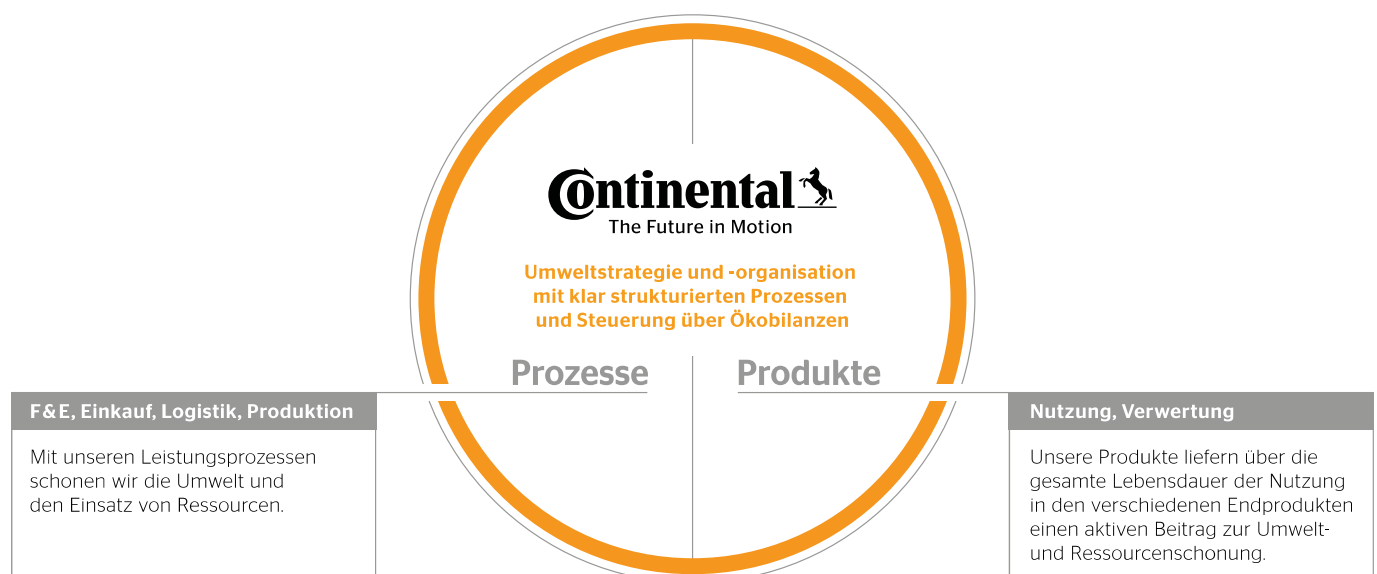 Continental
The Future in Motion
Umweltstrategie und -organisation
mit klar strukturierten Prozessen
und Steuerung über Ökobilanzen
Prozesse
Produkte
F & E, Einkauf, Logistik, Produktion
Mit unseren Leistungsprozessen
schonen wir die Umwelt und
den Einsatz von Ressourcen.
Nutzung, Verwertung
Unsere Produkte liefern über die
gesamte Lebensdauer der Nutzung
in den verschiedenen Endprodukten
einen aktiven Beitrag zur Umwelt-
und Ressourcenschonung.